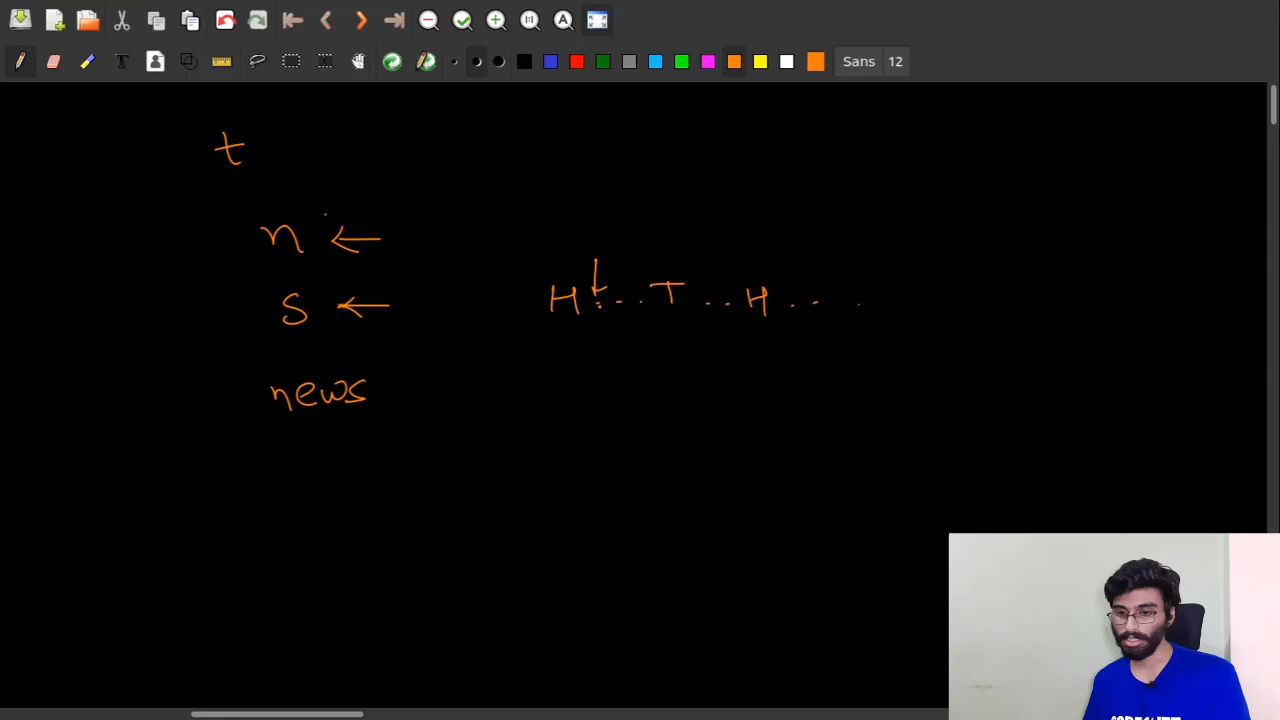 Sans 12
t
n ←
s ← H . . . T . . H . . .
news